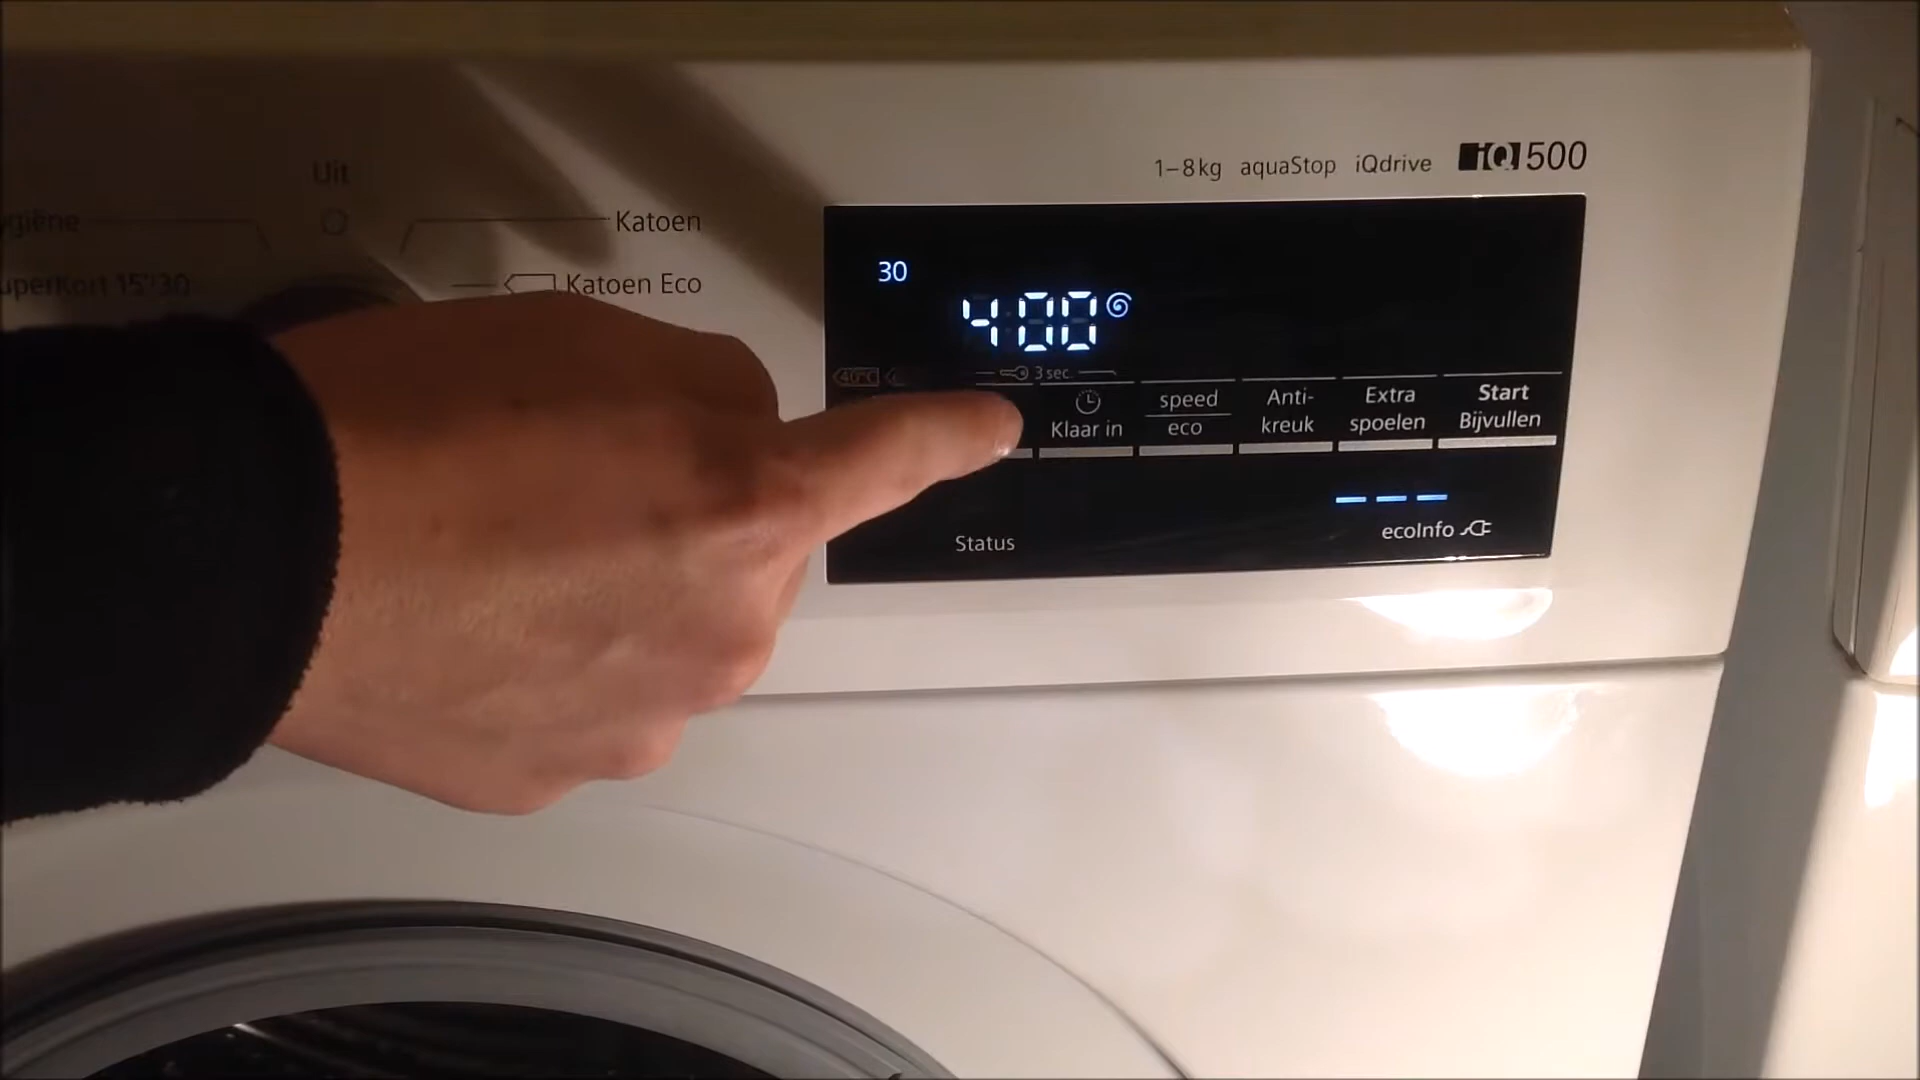 1–8 kg aquaStop iQdrive iQ500
Uit
Katoen
Katoen Eco
30
400
3 sec.
Klaar in
speed
eco
Anti-
kreuk
Extra
spoelen
Start
Bijvullen
Status
ecoInfo